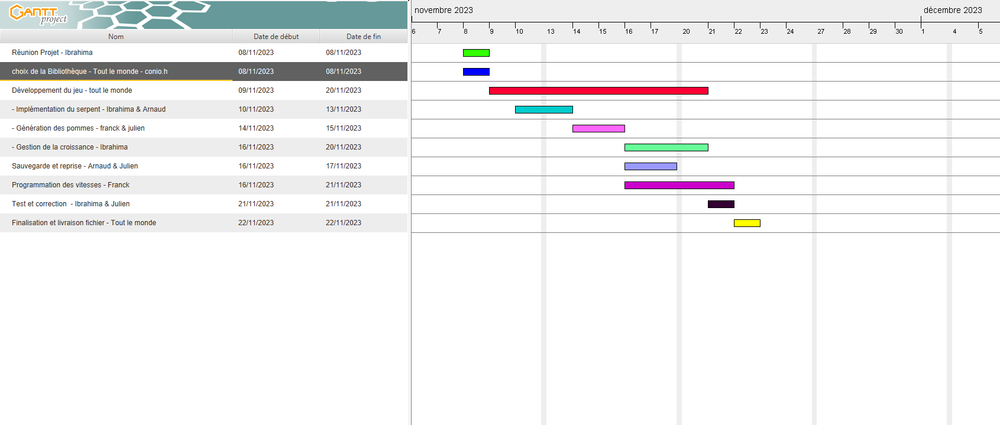 GANTT
project
novembre 2023 décembre 2023
6 7 8 9 10 13 14 15 16 17 20 21 22 23 24 27 28 29 30 1 4 5
Nom Date de début Date de fin
Réunion Projet - Ibrahima 08/11/2023 08/11/2023
choix de la Bibliothèque - Tout le monde - conio.h 08/11/2023 08/11/2023
Développement du jeu - tout le monde 09/11/2023 20/11/2023
- Implémentation du serpent - Ibrahima & Arnaud 10/11/2023 13/11/2023
- Génération des pommes - franck & julien 14/11/2023 15/11/2023
- Gestion de la croissance - Ibrahima 16/11/2023 20/11/2023
Sauvegarde et reprise - Arnaud & Julien 16/11/2023 17/11/2023
Programmation des vitesses - Franck 16/11/2023 21/11/2023
Test et correction  - Ibrahima & Julien 21/11/2023 21/11/2023
Finalisation et livraison fichier - Tout le monde 22/11/2023 22/11/2023